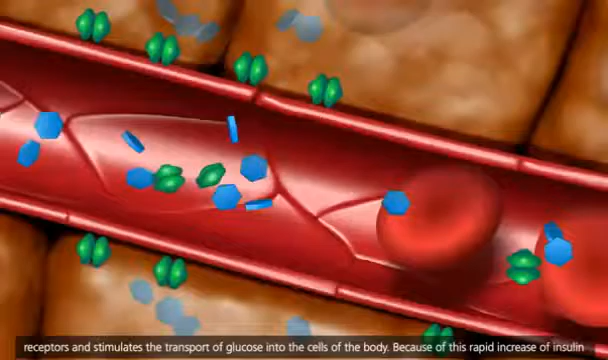 receptors and stimulates the transport of glucose into the cells of the body. Because of this rapid increase of insulin